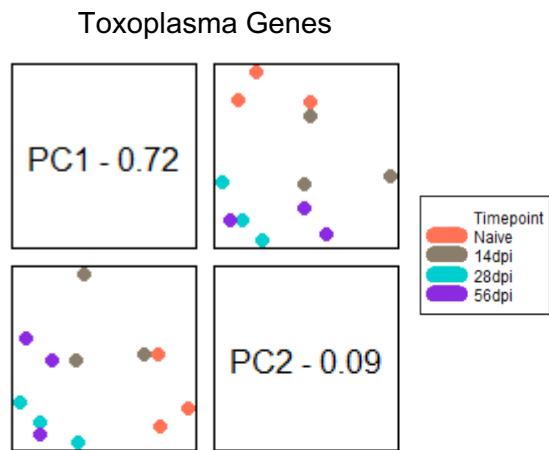 Toxoplasma Genes
PC1 - 0.72
Timepoint
Naive
14dpi
28dpi
56dpi
PC2 - 0.09